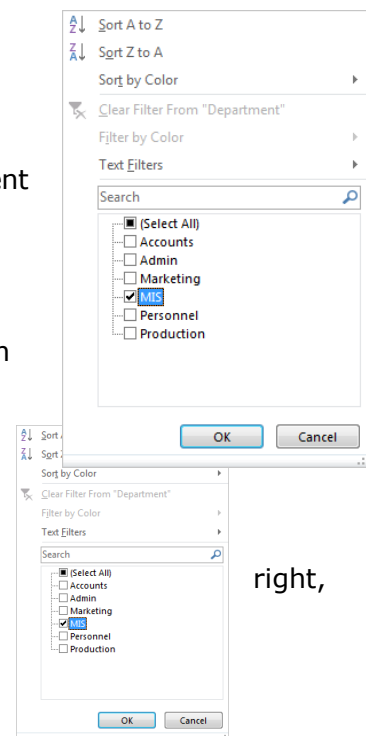 Sort A to Z
Sort Z to A
Sort by Color
Clear Filter From "Department"
Filter by Color
Text Filters
Search
(Select All)
Accounts
Admin
Marketing
MIS
Personnel
Production
OK Cancel
ent
n
Sort
Sort
Sort by Color
Clear Filter From "Department"
Filter by Color
Text Filters
Search
(Select All)
Accounts
Admin
Marketing
MIS
Personnel
Production
OK Cancel
right,